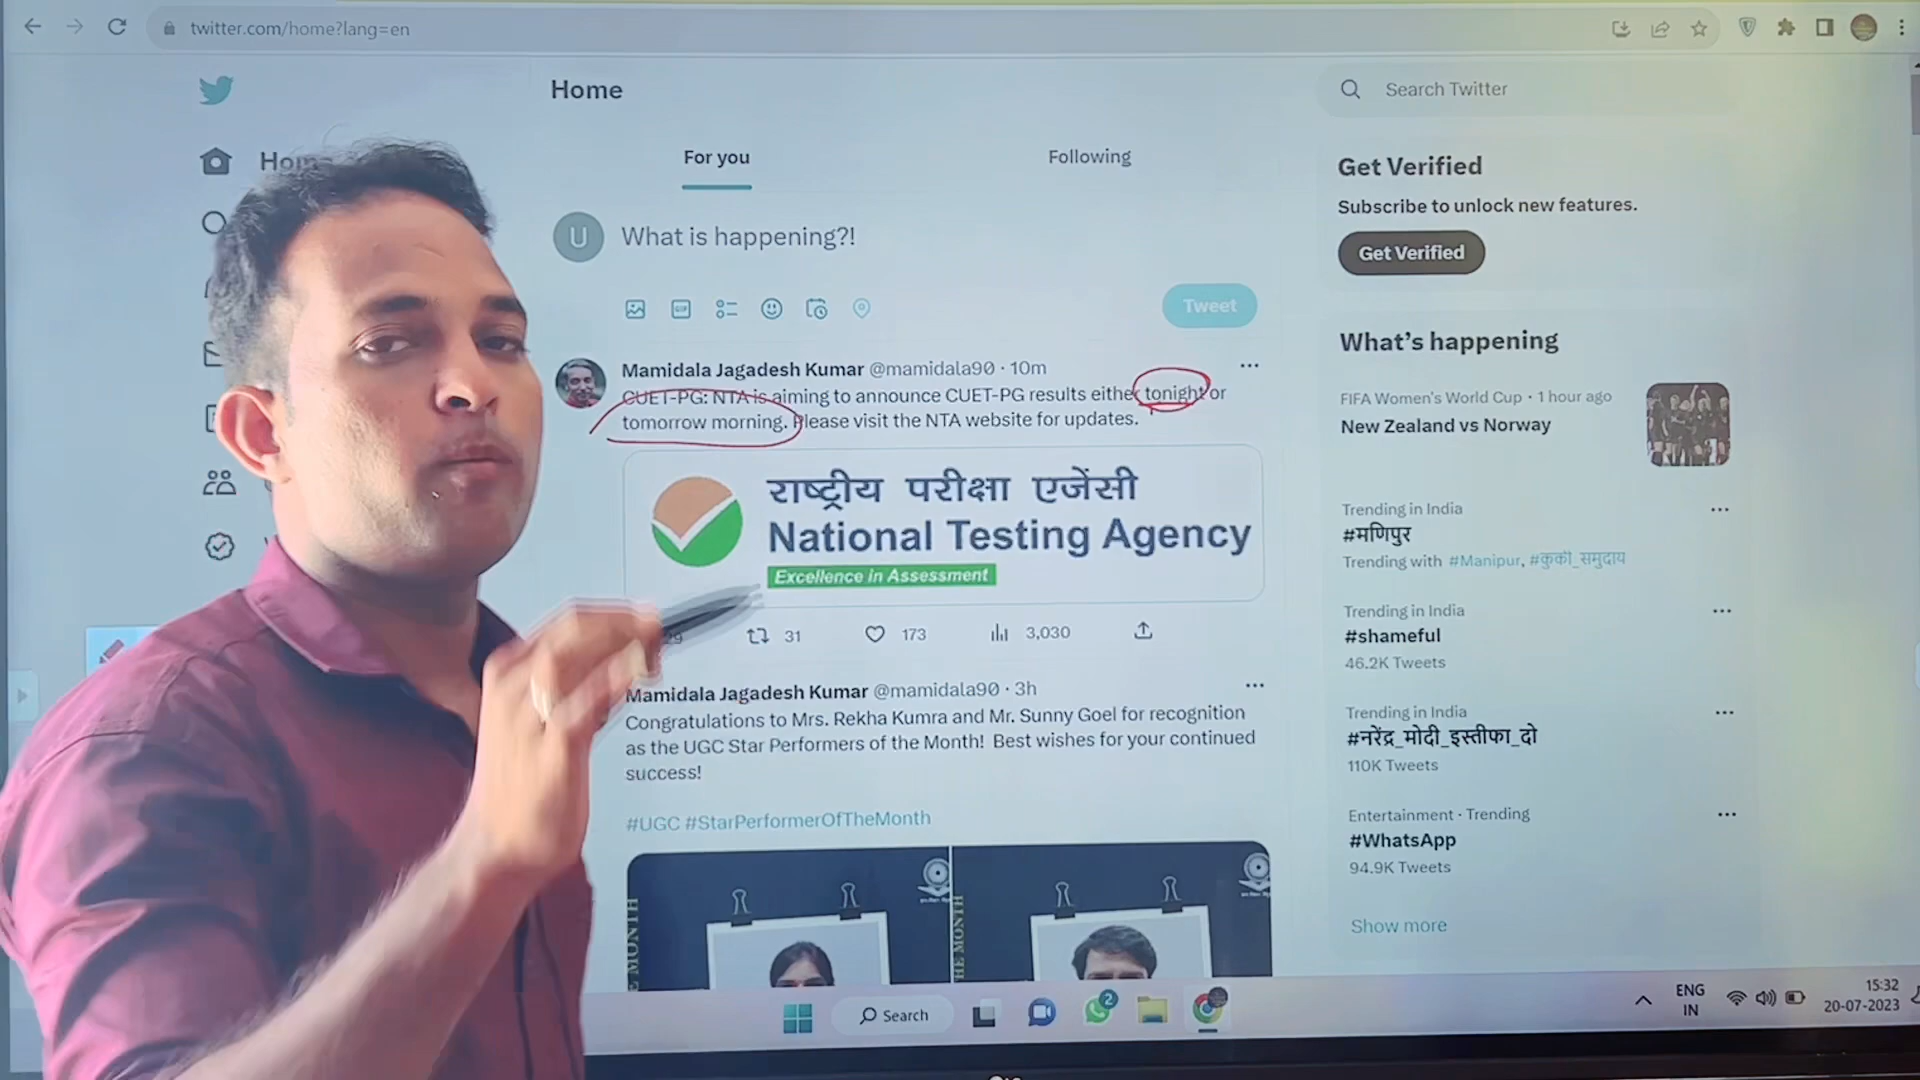 twitter.com/home?lang=en
Home
Search Twitter
Home
For you
Following
Get Verified
Subscribe to unlock new features.
Get Verified
U
What is happening?!
GIF
Tweet
What's happening
Mamidala Jagadesh Kumar @mamidala90 · 10m
CUET-PG: NTA is aiming to announce CUET-PG results either tonight or
tomorrow morning. Please visit the NTA website for updates.
FIFA Women's World Cup · 1 hour ago
New Zealand vs Norway
राष्ट्रीय परीक्षा एजेंसी
National Testing Agency
Excellence in Assessment
Trending in India
#मणिपुर
Trending with #Manipur, #कुकी_समुदाय
31
173
3,030
Trending in India
#shameful
46.2K Tweets
Mamidala Jagadesh Kumar @mamidala90 · 3h
Congratulations to Mrs. Rekha Kumra and Mr. Sunny Goel for recognition
as the UGC Star Performers of the Month! Best wishes for your continued
success!
#UGC #StarPerformerOfTheMonth
Trending in India
#नरेंद्र_मोदी_इस्तीफा_दो
110K Tweets
Entertainment · Trending
#WhatsApp
94.9K Tweets
Show more
E MONTH
HE MONTH
Search
2
ENG
IN
15:32
20-07-2023